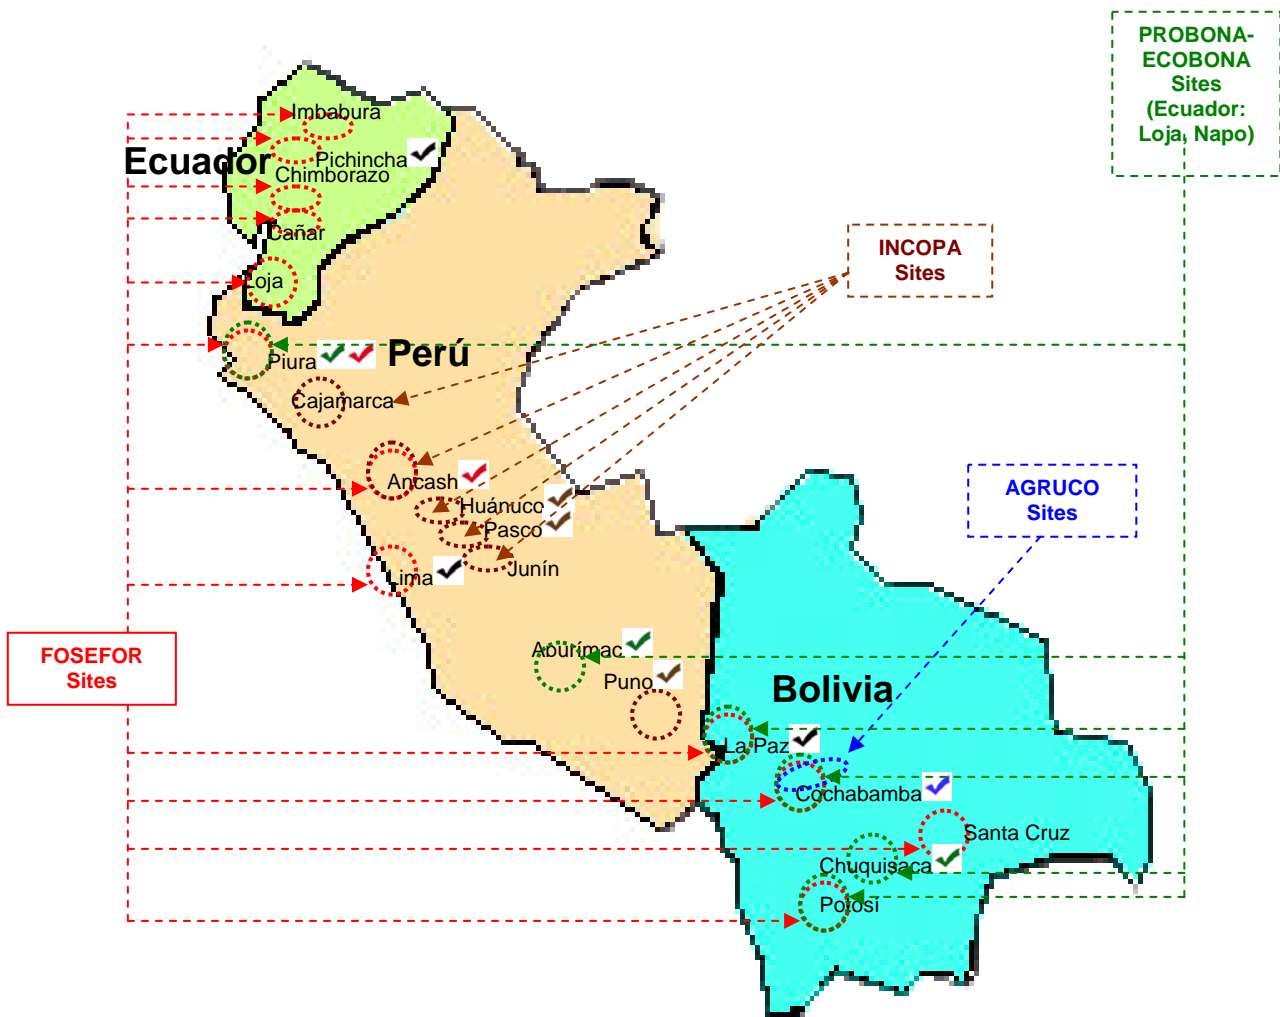 PROBONA-
ECOBONA
Sites
(Ecuador:
Loja, Napo)
Imbabura
Ecuador
Pichincha
Chimborazo
Cañar
Loja
INCOPA
Sites
Perú
Piura
Cajamarca
Ancash
Huánuco
Pasco
Junín
Lima
AGRUCO
Sites
FOSEFOR
Sites
Apurímac
Puno
Bolivia
La Paz
Cochabamba
Santa Cruz
Chuquisaca
Potosí